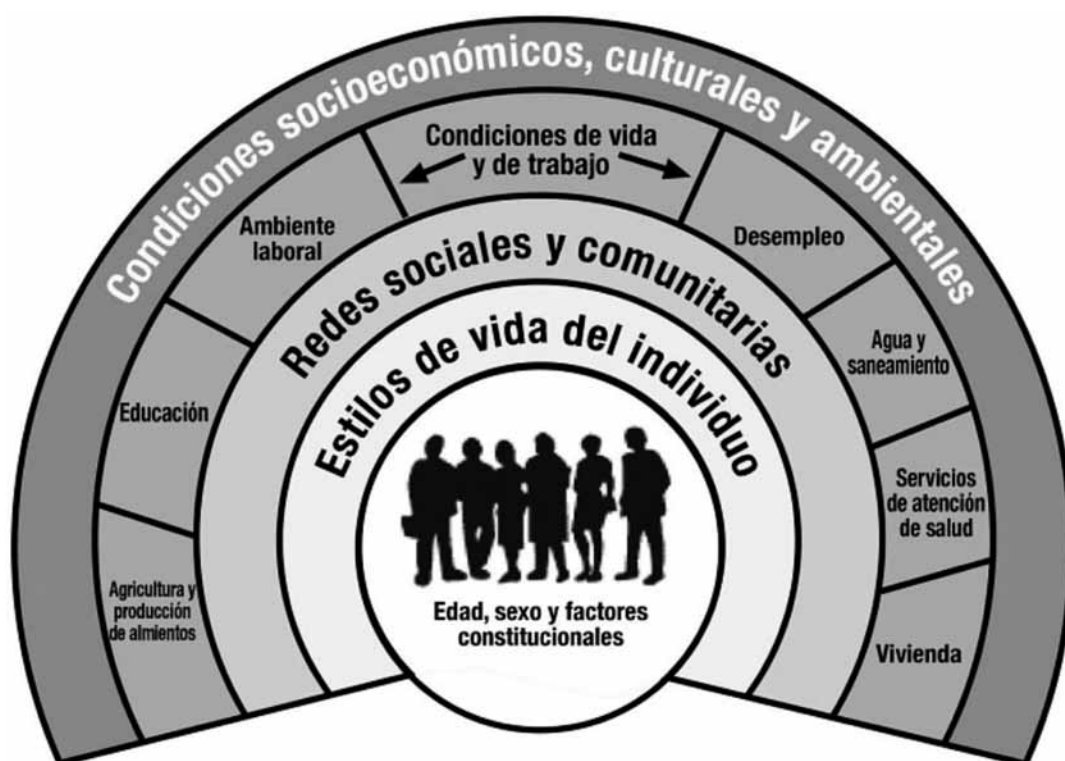 Condiciones socioeconómicos, culturales y ambientales
Condiciones de vida
y de trabajo
Ambiente
laboral
Desempleo
Redes sociales y comunitarias
Agua y
saneamiento
Estilos de vida del individuo
Educación
Servicios
de atención
de salud
Agricultura y
producción
de almientos
Edad, sexo y factores
constitucionales
Vivienda